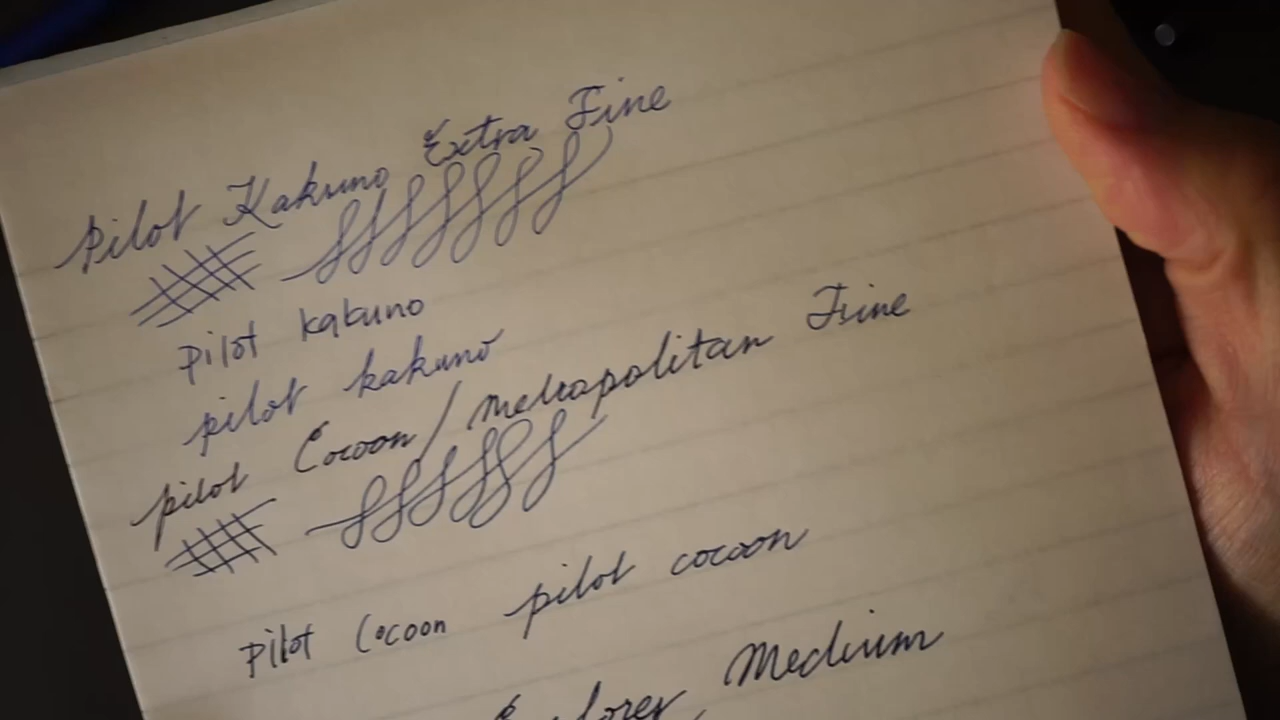 Pilot Kakuno Extra Fine
Pilot kakuno
pilot kakuno
pilot Cocoon/Metropolitan Fine
Pilot Cocoon pilot cocoon
Medium